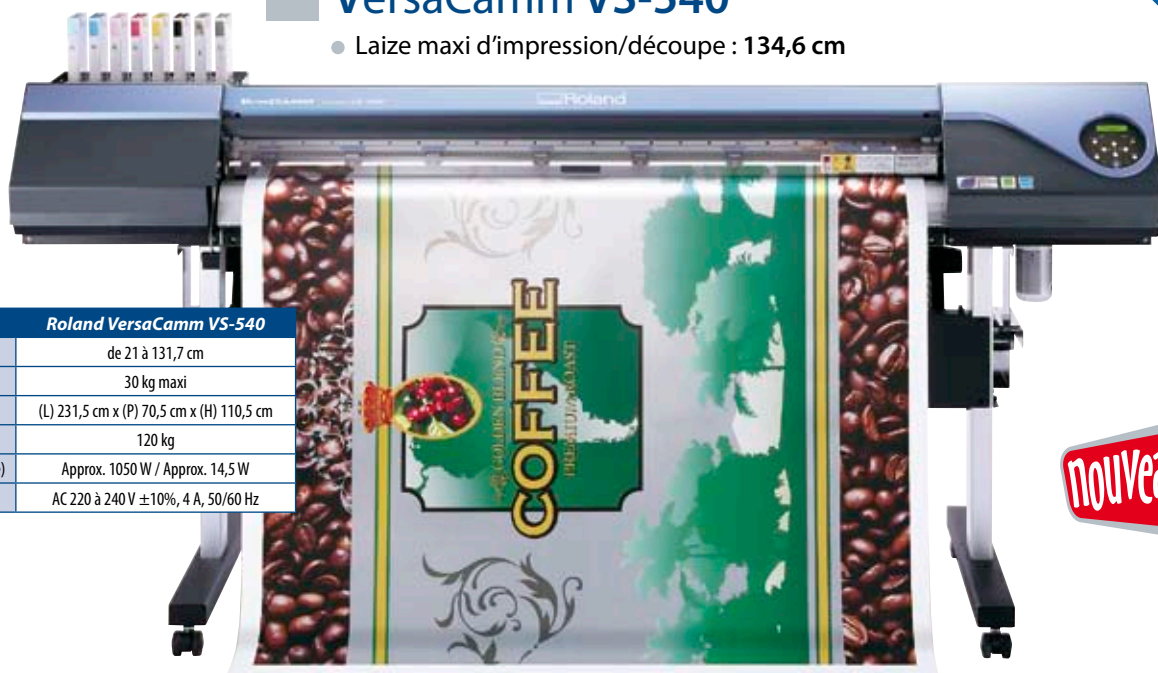 VersaCamm VS-540
Laize maxi d'impression/découpe : 134,6 cm
Roland
Roland VersaCamm VS-540
de 21 à 131,7 cm
30 kg maxi
(L) 231,5 cm x (P) 70,5 cm x (H) 110,5 cm
120 kg
Approx. 1050 W / Approx. 14,5 W
AC 220 à 240 V ±10%, 4 A, 50/60 Hz
GOLDEN BLEND
COFFEE
PREMIUM ROAST
nouvea